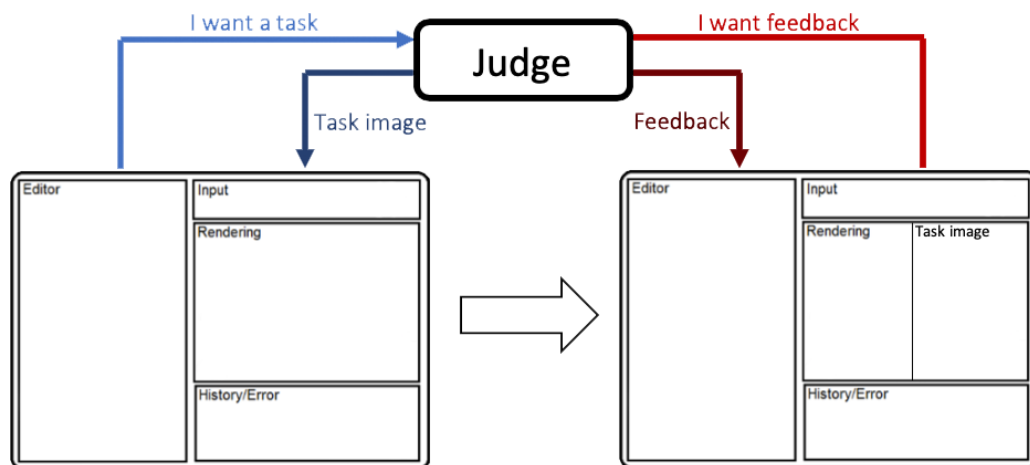 I want a task
I want feedback
Judge
Task image
Feedback
Editor
Input
Rendering
History/Error
Editor
Input
Rendering
Task image
History/Error